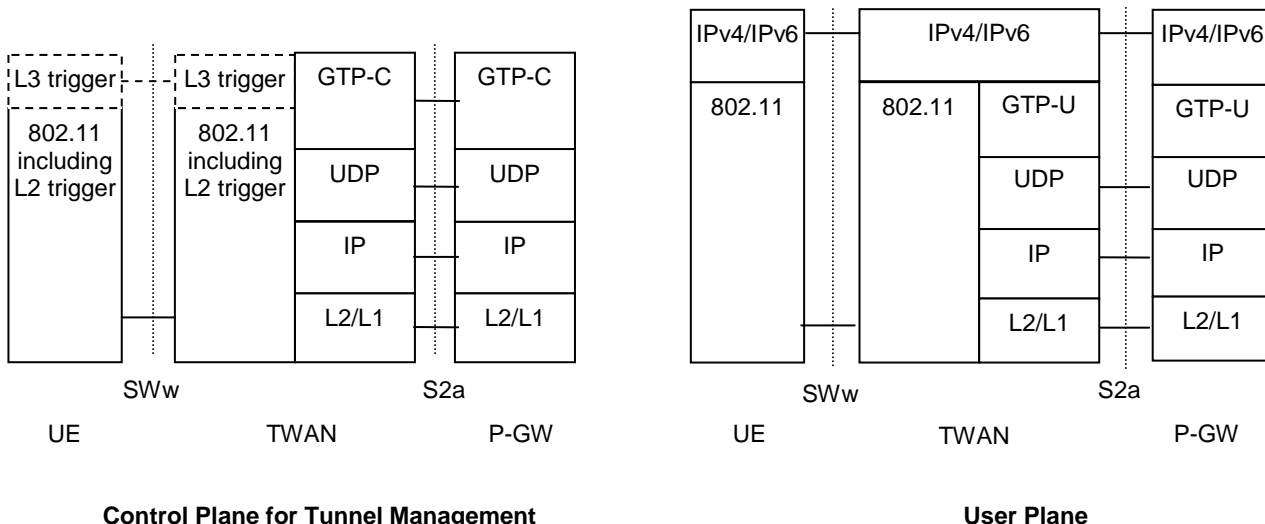 L3 trigger
L3 trigger
GTP-C
GTP-C
802.11
including
L2 trigger
802.11
including
L2 trigger
UDP
UDP
IP
IP
L2/L1
L2/L1
SWw
S2a
UE
TWAN
P-GW
Control Plane for Tunnel Management
IPv4/IPv6
IPv4/IPv6
IPv4/IPv6
802.11
802.11
GTP-U
GTP-U
UDP
UDP
IP
IP
L2/L1
L2/L1
SWw
S2a
UE
TWAN
P-GW
User Plane